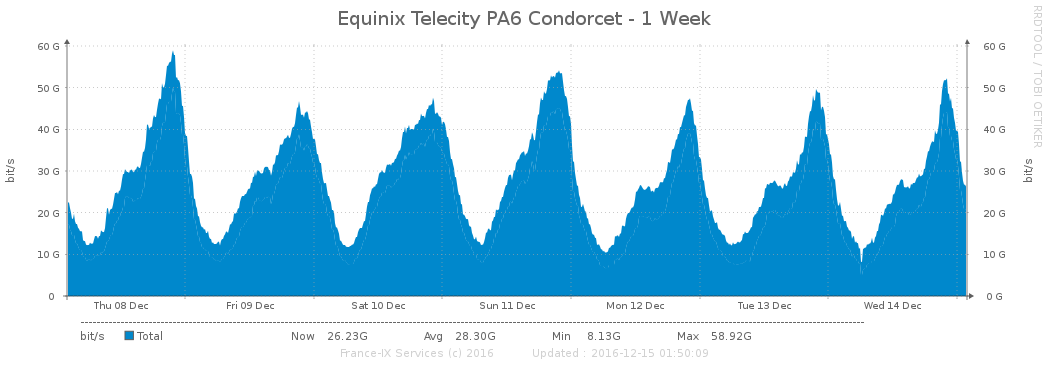 Equinix Telecity PA6 Condorcet - 1 Week
RRDTOOL / TOBI OETIKER
bit/s
bit/s
60 G 60 G
50 G 50 G
40 G 40 G
30 G 30 G
20 G 20 G
10 G 10 G
0 0 G
Thu 08 Dec Fri 09 Dec Sat 10 Dec Sun 11 Dec Mon 12 Dec Tue 13 Dec Wed 14 Dec
bit/s Total Now 26.23G Avg 28.30G Min 8.13G Max 58.92G
France-IX Services (c) 2016 Updated : 2016-12-15 01:50:09